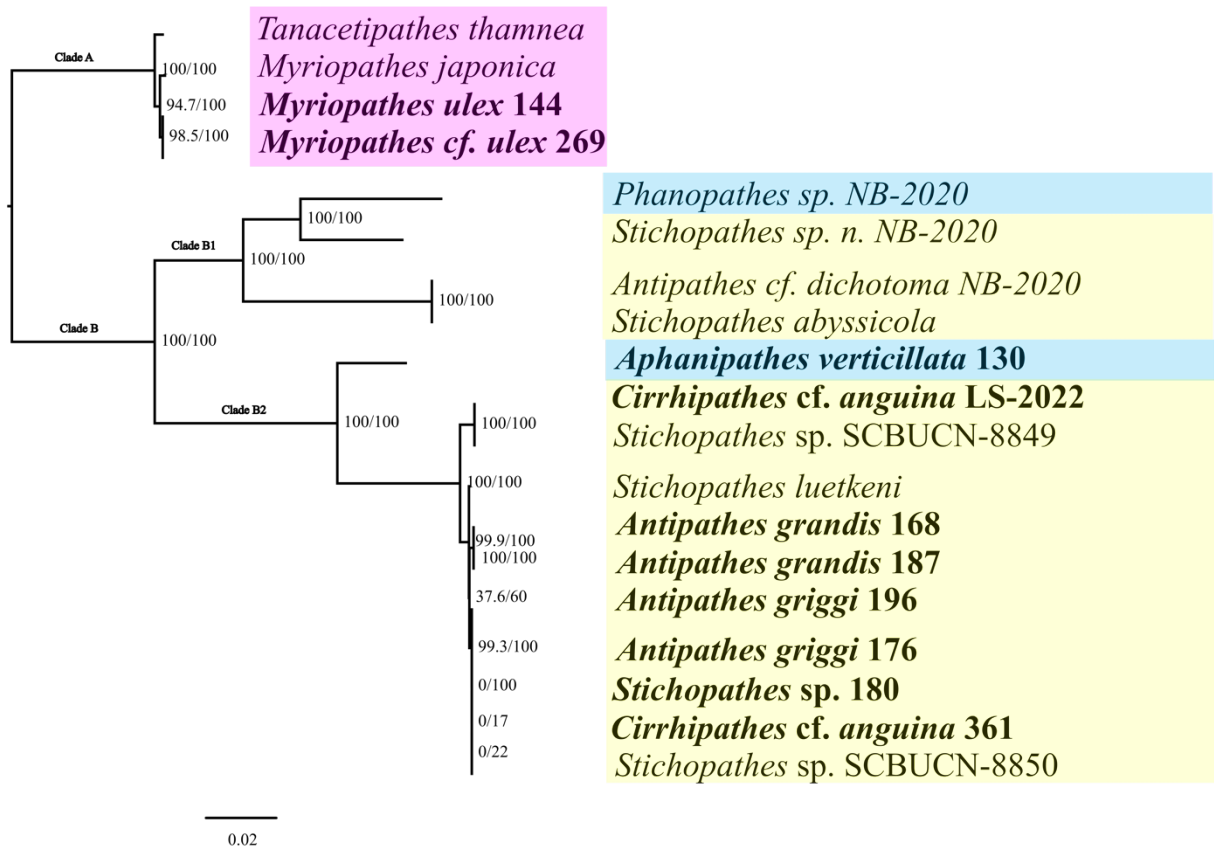 Tanacetipathes thamnea
Clade A
Myriopathes japonica
100/100
Myriopathes ulex 144
94.7/100
Myriopathes cf. ulex 269
98.5/100
Phanopathes sp. NB-2020
100/100
Stichopathes sp. n. NB-2020
Clade B1
100/100
Antipathes cf. dichotoma NB-2020
100/100
Stichopathes abyssicola
Clade B
100/100
Aphanipathes verticillata 130
Cirrhipathes cf. anguina LS-2022
Clade B2
100/100
100/100
Stichopathes sp. SCBUCN-8849
100/100
Stichopathes luetkeni
Antipathes grandis 168
99.9/100
100/100
Antipathes grandis 187
37.6/60
Antipathes griggi 196
99.3/100
Antipathes griggi 176
0/100
Stichopathes sp. 180
0/17
Cirrhipathes cf. anguina 361
0/22
Stichopathes sp. SCBUCN-8850
0.02